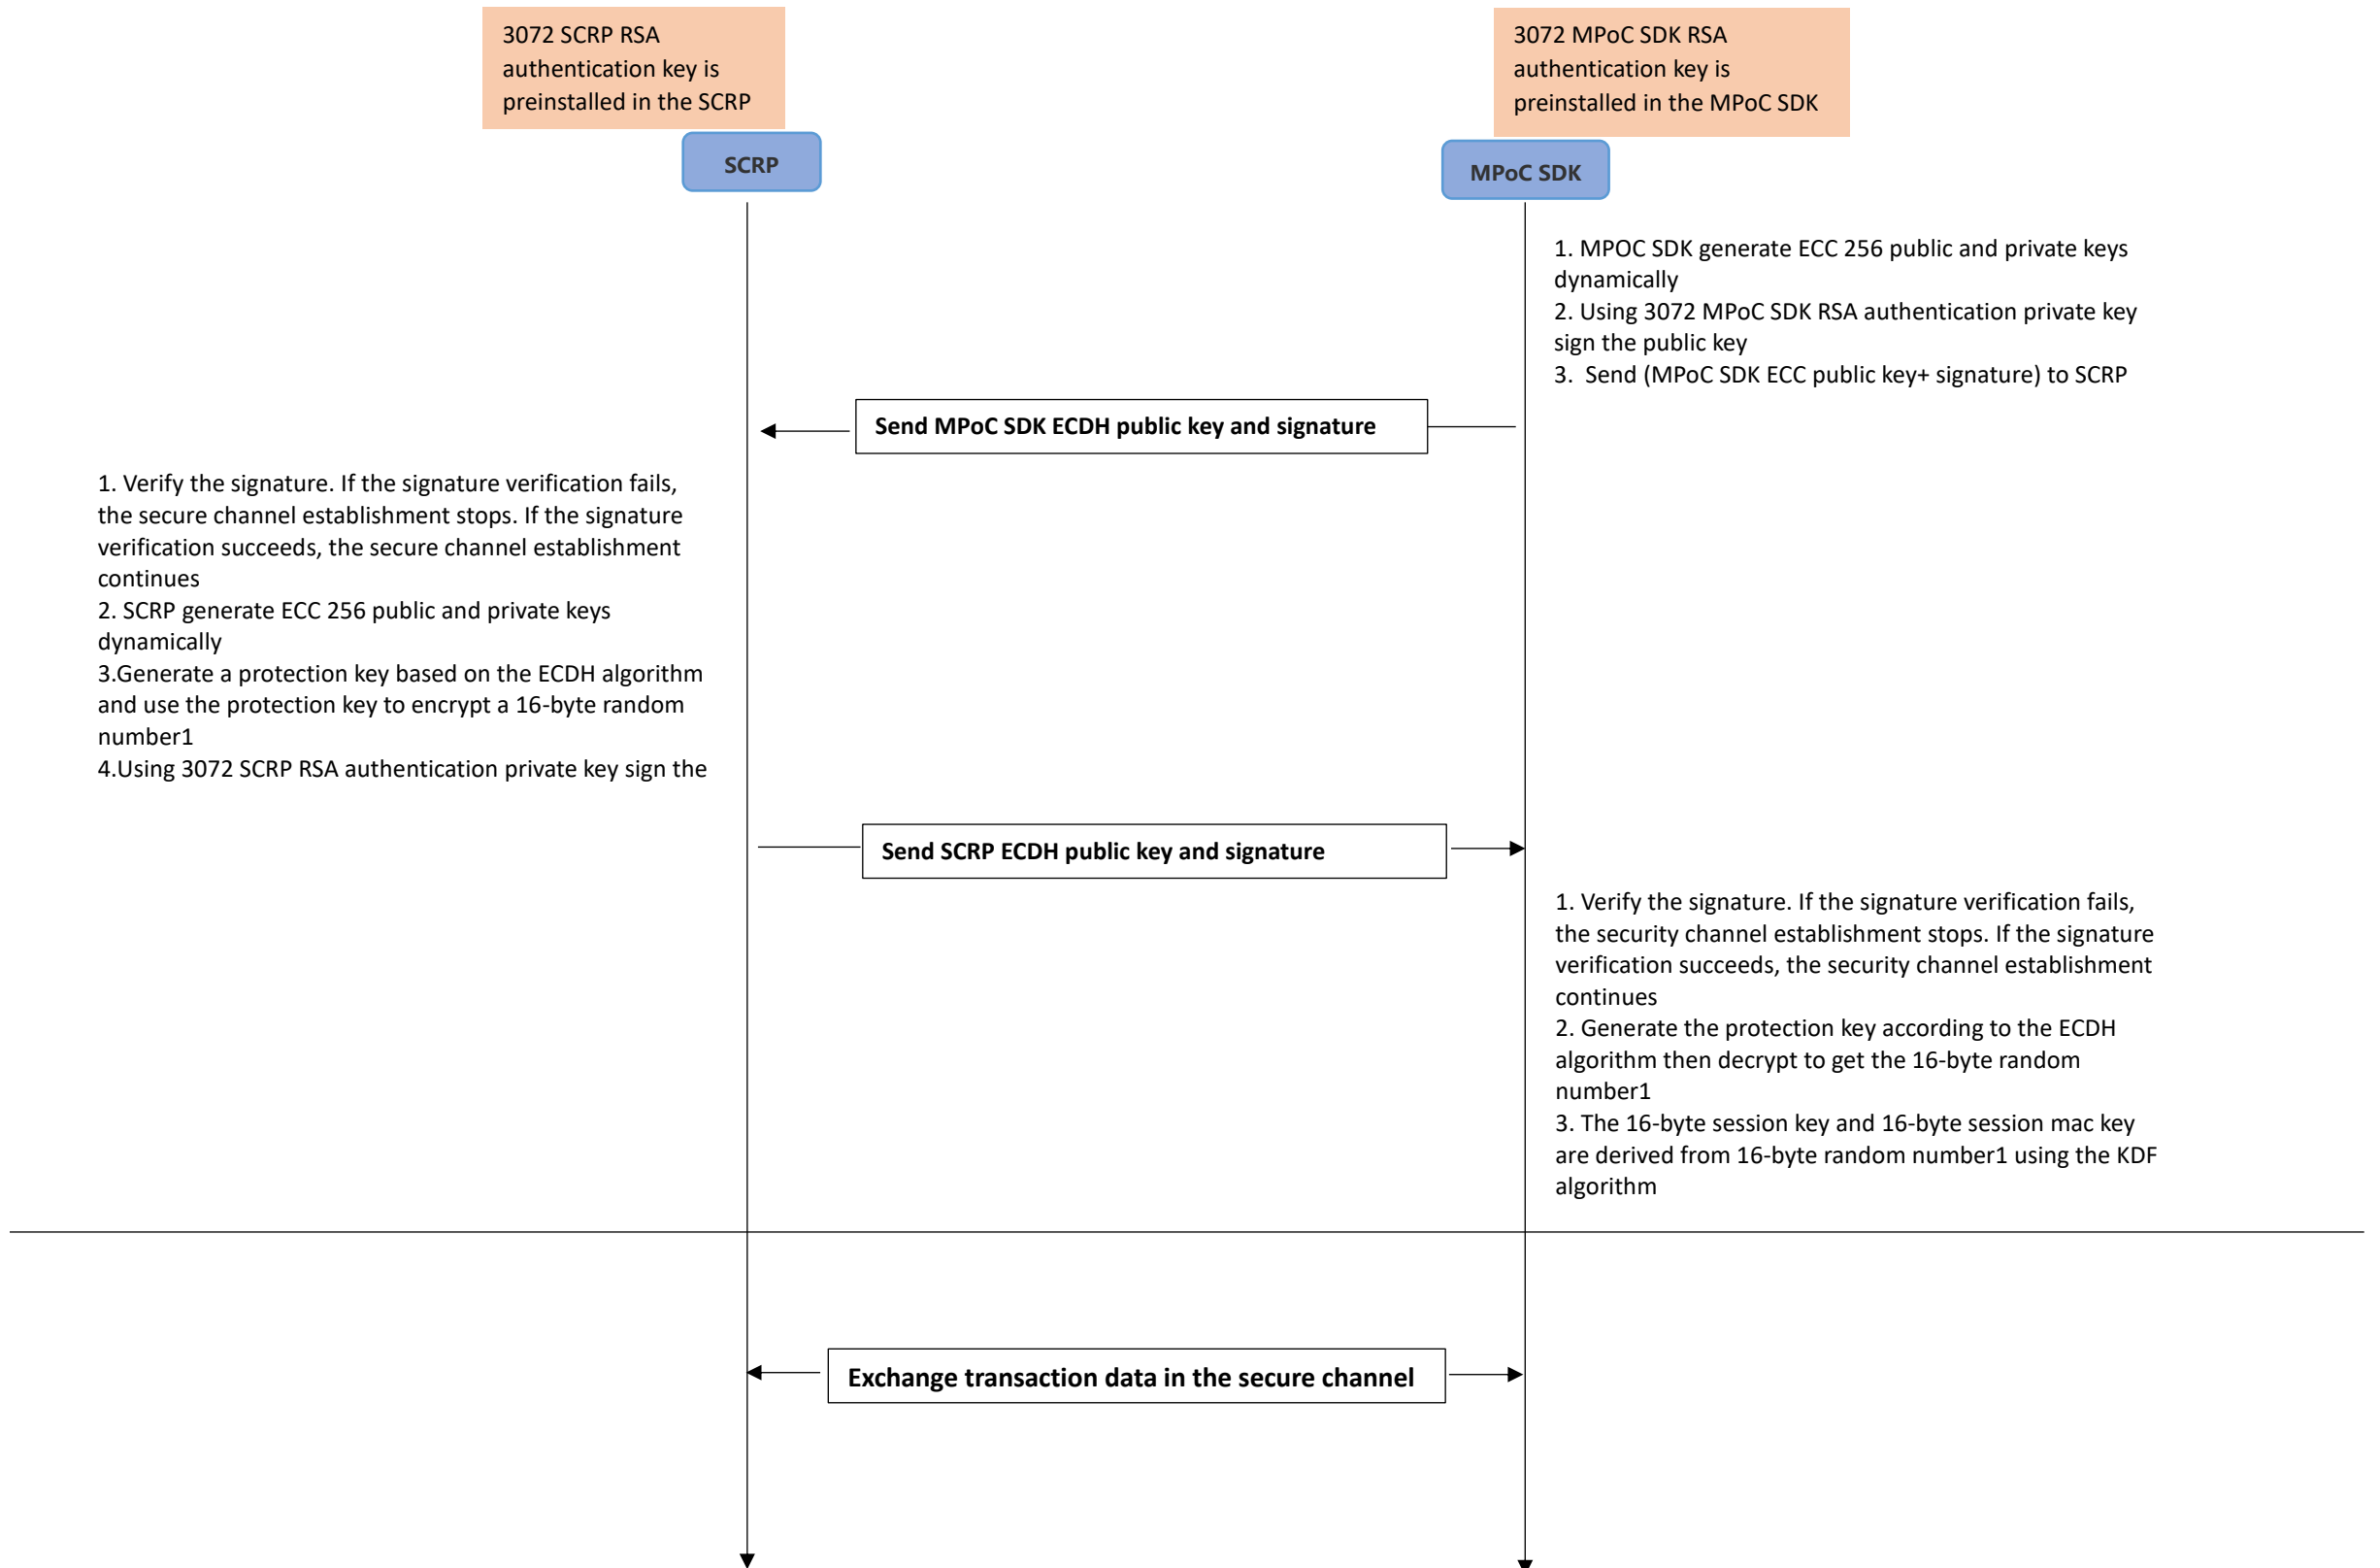 3072 SCRP RSA
authentication key is
preinstalled in the SCRP
3072 MPoC SDK RSA
authentication key is
preinstalled in the MPoC SDK
SCRP
MPoC SDK
1. MPOC SDK generate ECC 256 public and private keys
dynamically
2. Using 3072 MPoC SDK RSA authentication private key
sign the public key
3. Send (MPoC SDK ECC public key+ signature) to SCRP
Send MPoC SDK ECDH public key and signature
1. Verify the signature. If the signature verification fails,
the secure channel establishment stops. If the signature
verification succeeds, the secure channel establishment
continues
2. SCRP generate ECC 256 public and private keys
dynamically
3.Generate a protection key based on the ECDH algorithm
and use the protection key to encrypt a 16-byte random
number1
4.Using 3072 SCRP RSA authentication private key sign the
Send SCRP ECDH public key and signature
1. Verify the signature. If the signature verification fails,
the security channel establishment stops. If the signature
verification succeeds, the security channel establishment
continues
2. Generate the protection key according to the ECDH
algorithm then decrypt to get the 16-byte random
number1
3. The 16-byte session key and 16-byte session mac key
are derived from 16-byte random number1 using the KDF
algorithm
Exchange transaction data in the secure channel